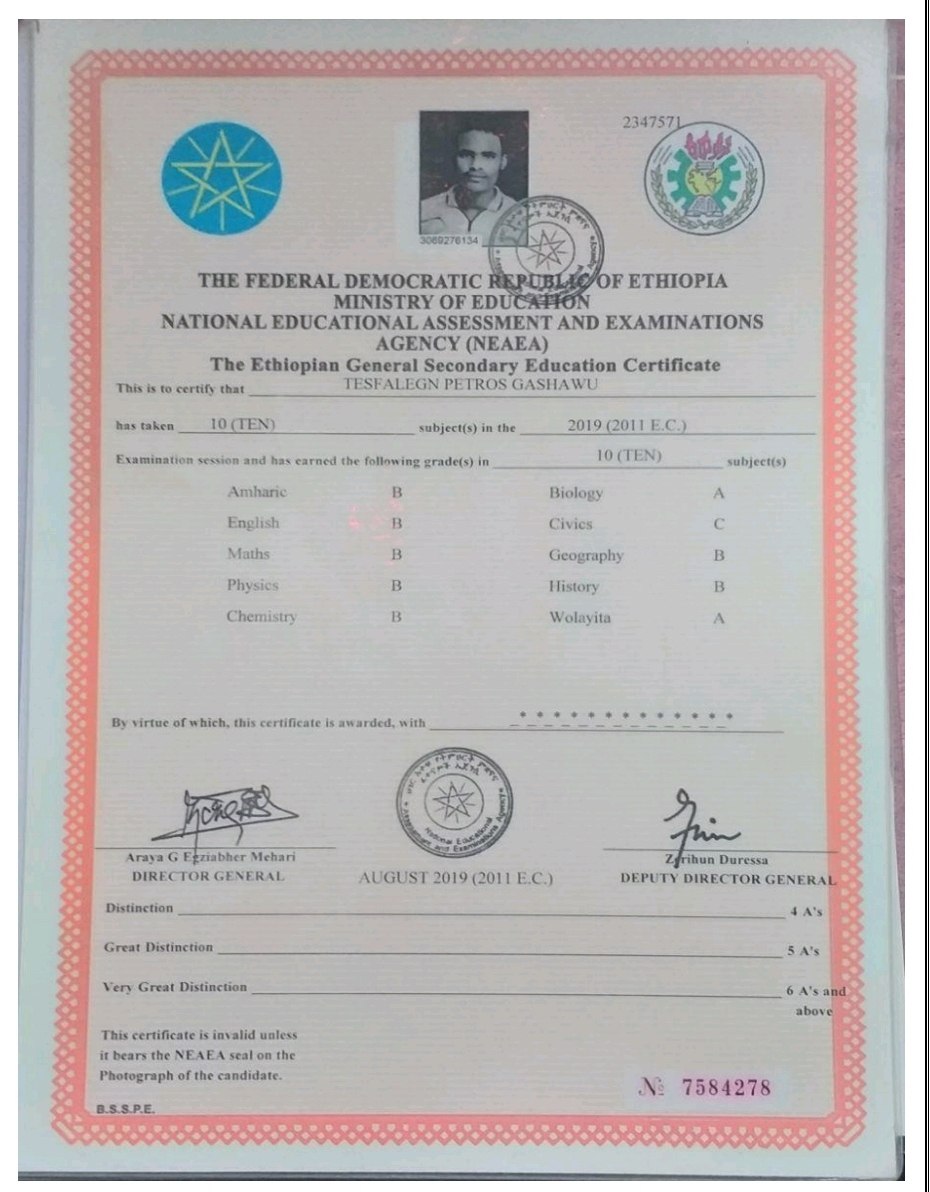 2347571
3069276134
THE FEDERAL DEMOCRATIC REPUBLIC OF ETHIOPIA
MINISTRY OF EDUCATION
NATIONAL EDUCATIONAL ASSESSMENT AND EXAMINATIONS
AGENCY (NEAEA)
The Ethiopian General Secondary Education Certificate
This is to certify that TESFALEGN PETROS GASHAWU
has taken 10 (TEN) subject(s) in the 2019 (2011 E.C.)
Examination session and has earned the following grade(s) in 10 (TEN) subject(s)
Amharic B Biology A
English B Civics C
Maths B Geography B
Physics B History B
Chemistry B Wolayita A
By virtue of which, this certificate is awarded, with * * * * * * * * * * * * *
National Educational
Assessment and Examinations Agency
Araya G Egziabher Mehari
DIRECTOR GENERAL
AUGUST 2019 (2011 E.C.)
Zerihun Duressa
DEPUTY DIRECTOR GENERAL
Distinction 4 A's
Great Distinction 5 A's
Very Great Distinction 6 A's and
above
This certificate is invalid unless
it bears the NEAEA seal on the
Photograph of the candidate.
№ 7584278
B.S.S.P.E.